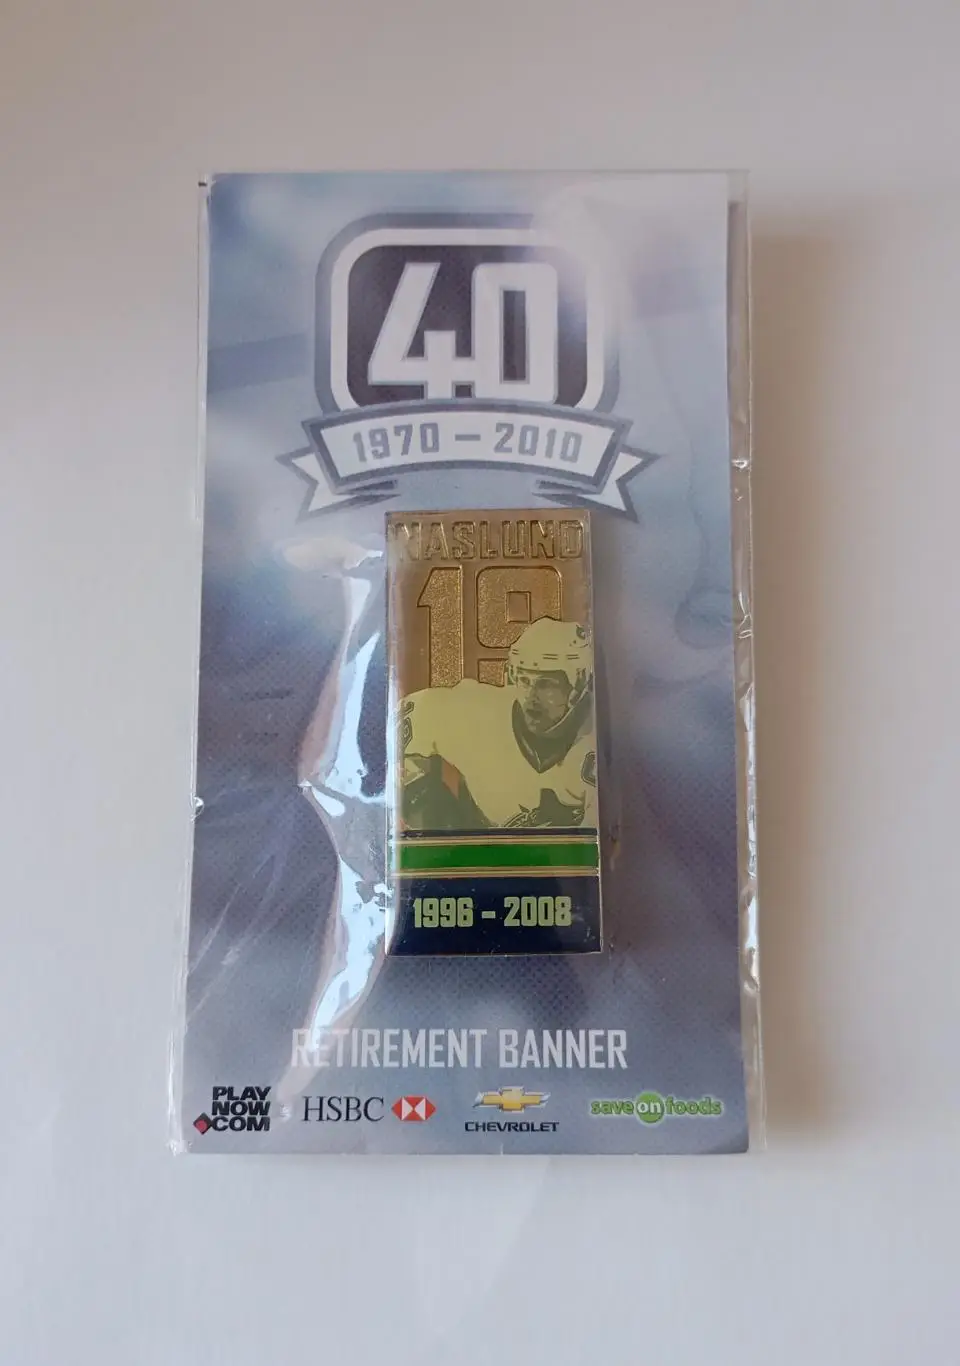 40
1970 – 2010
NASLUND
19
1996 - 2008
RETIREMENT BANNER
PLAY
NOW
.COM
HSBC
CHEVROLET
save on foods